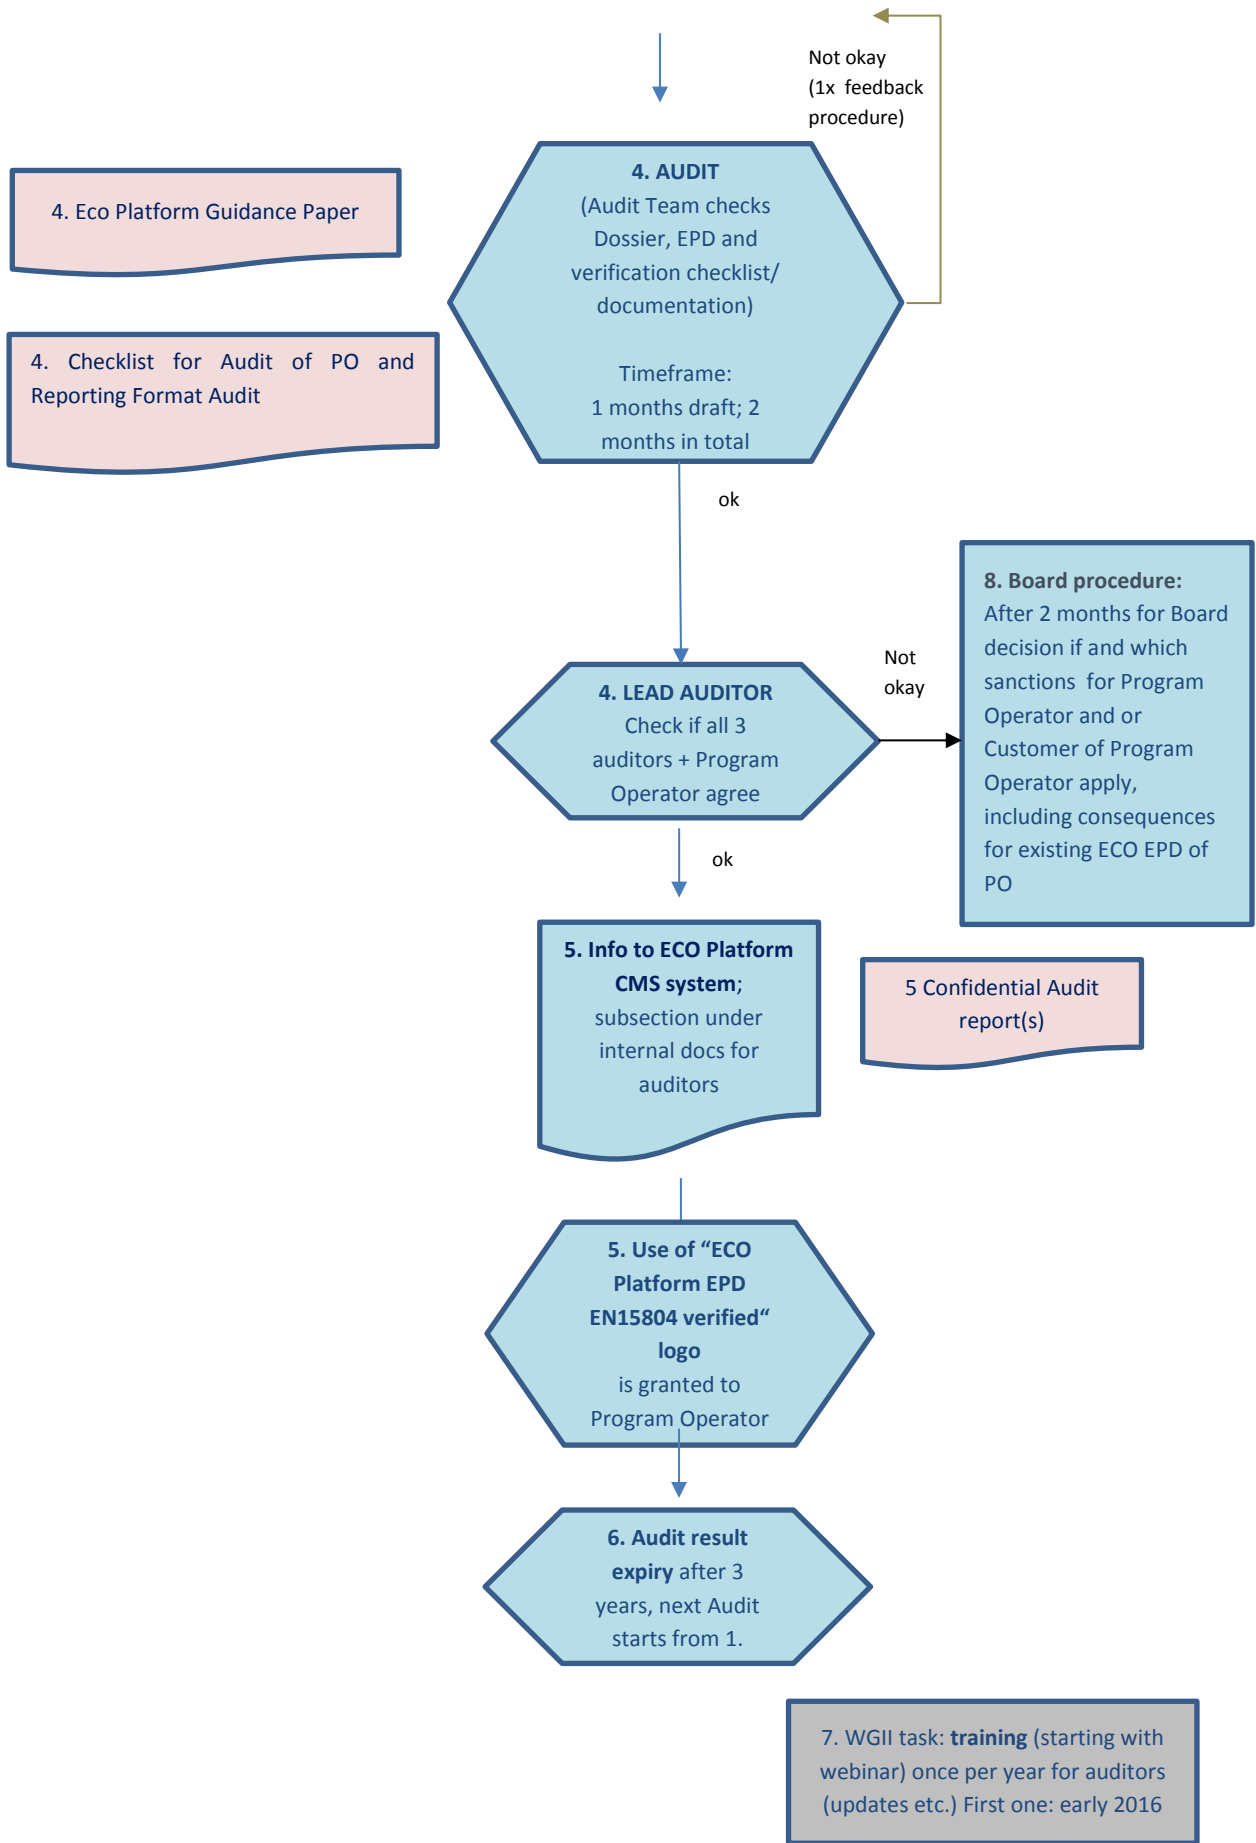 Not okay
(1x  feedback
procedure)
4. AUDIT
(Audit Team checks
Dossier, EPD and
verification checklist/
documentation)
Timeframe:
1 months draft; 2
months in total
4. Eco Platform Guidance Paper
4. Checklist for Audit of PO and
Reporting Format Audit
ok
8. Board procedure:
After 2 months for Board
decision if and which
sanctions  for Program
Operator and or
Customer of Program
Operator apply,
including consequences
for existing ECO EPD of
PO
Not
okay
4. LEAD AUDITOR
Check if all 3
auditors + Program
Operator agree
ok
5. Info to ECO Platform
CMS system;
subsection under
internal docs for
auditors
5 Confidential Audit
report(s)
5. Use of “ECO
Platform EPD
EN15804 verified“
logo
is granted to
Program Operator
6. Audit result
expiry after 3
years, next Audit
starts from 1.
7. WGII task: training (starting with
webinar) once per year for auditors
(updates etc.) First one: early 2016